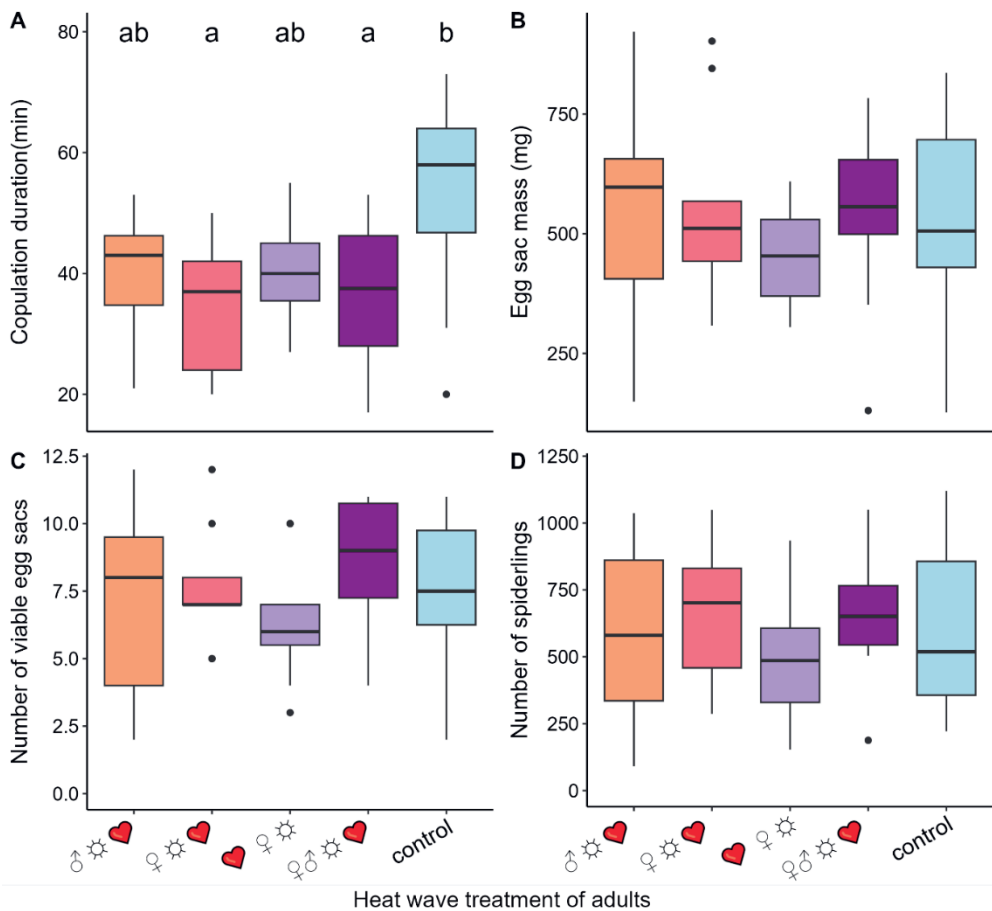 A
ab a ab a b
80
60
40
20
Copulation duration(min)
B
750
500
250
Egg sac mass (mg)
C
12.5
10.0
7.5
5.0
2.5
0.0
Number of viable egg sacs
D
1250
1000
750
500
250
0
Number of spiderlings
♂☼❤ ♀☼❤ ❤ ♀☼ ♀♂☼❤ control
♂☼❤ ♀☼❤ ❤ ♀☼ ♀♂☼❤ control
Heat wave treatment of adults